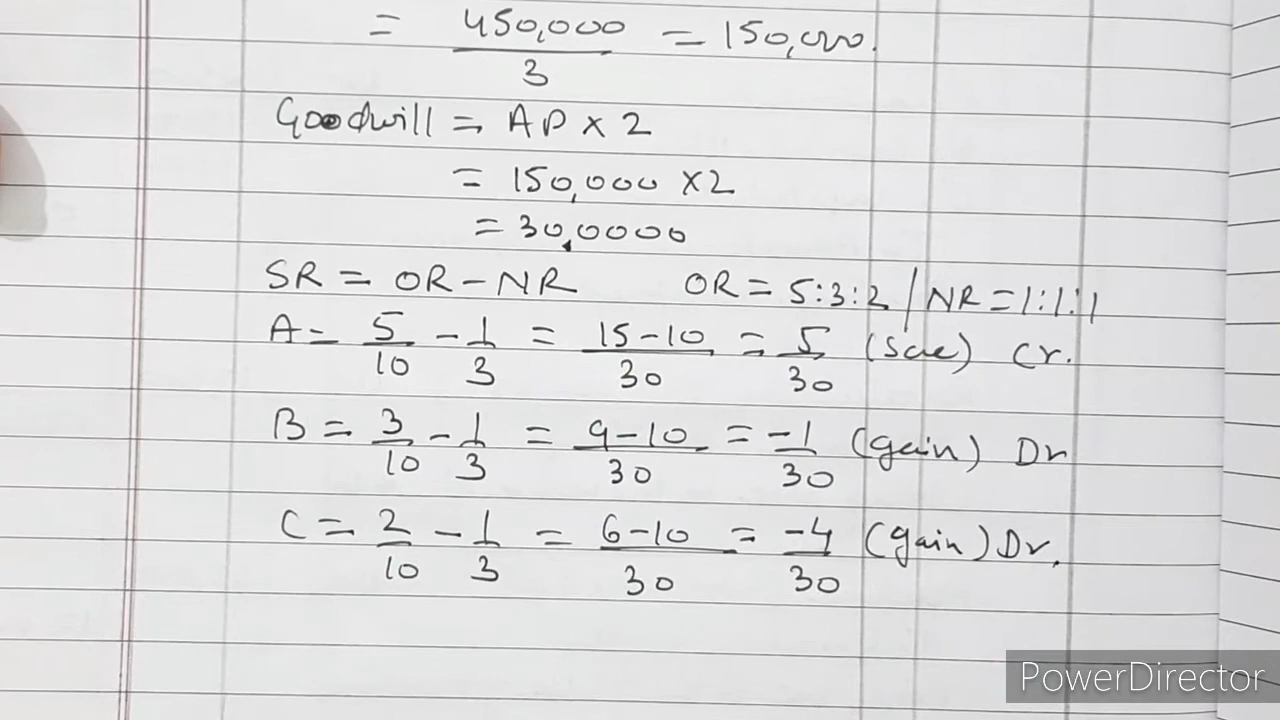 = 450,000/3 = 150,000.
Goodwill = AP × 2
= 150,000 × 2
= 30,0000
SR = OR - NR OR = 5:3:2 / NR = 1:1:1
A = 5/10 - 1/3 = 15-10/30 = 5/30 (sac) Cr.
B = 3/10 - 1/3 = 9-10/30 = -1/30 (gain) Dr
C = 2/10 - 1/3 = 6-10/30 = -4/30 (gain) Dr.
PowerDirector